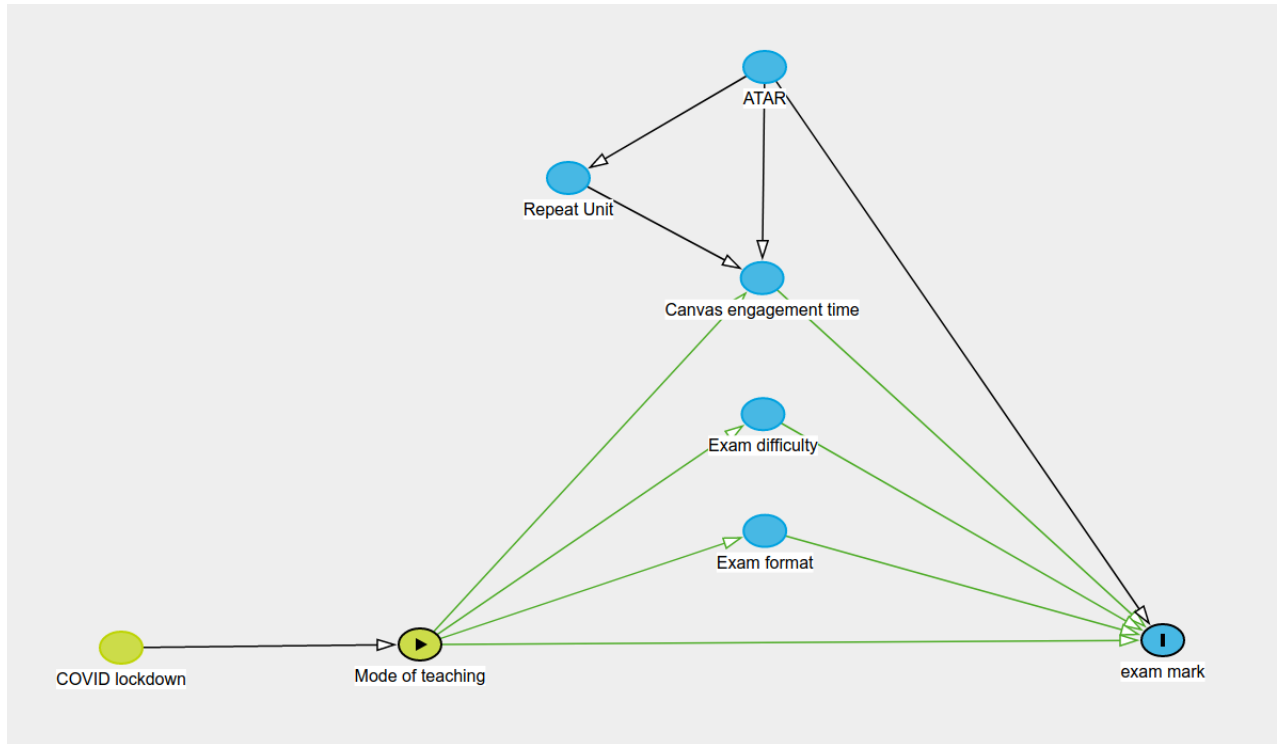 ATAR
Repeat Unit
Canvas engagement time
Exam difficulty
Exam format
COVID lockdown
Mode of teaching
exam mark